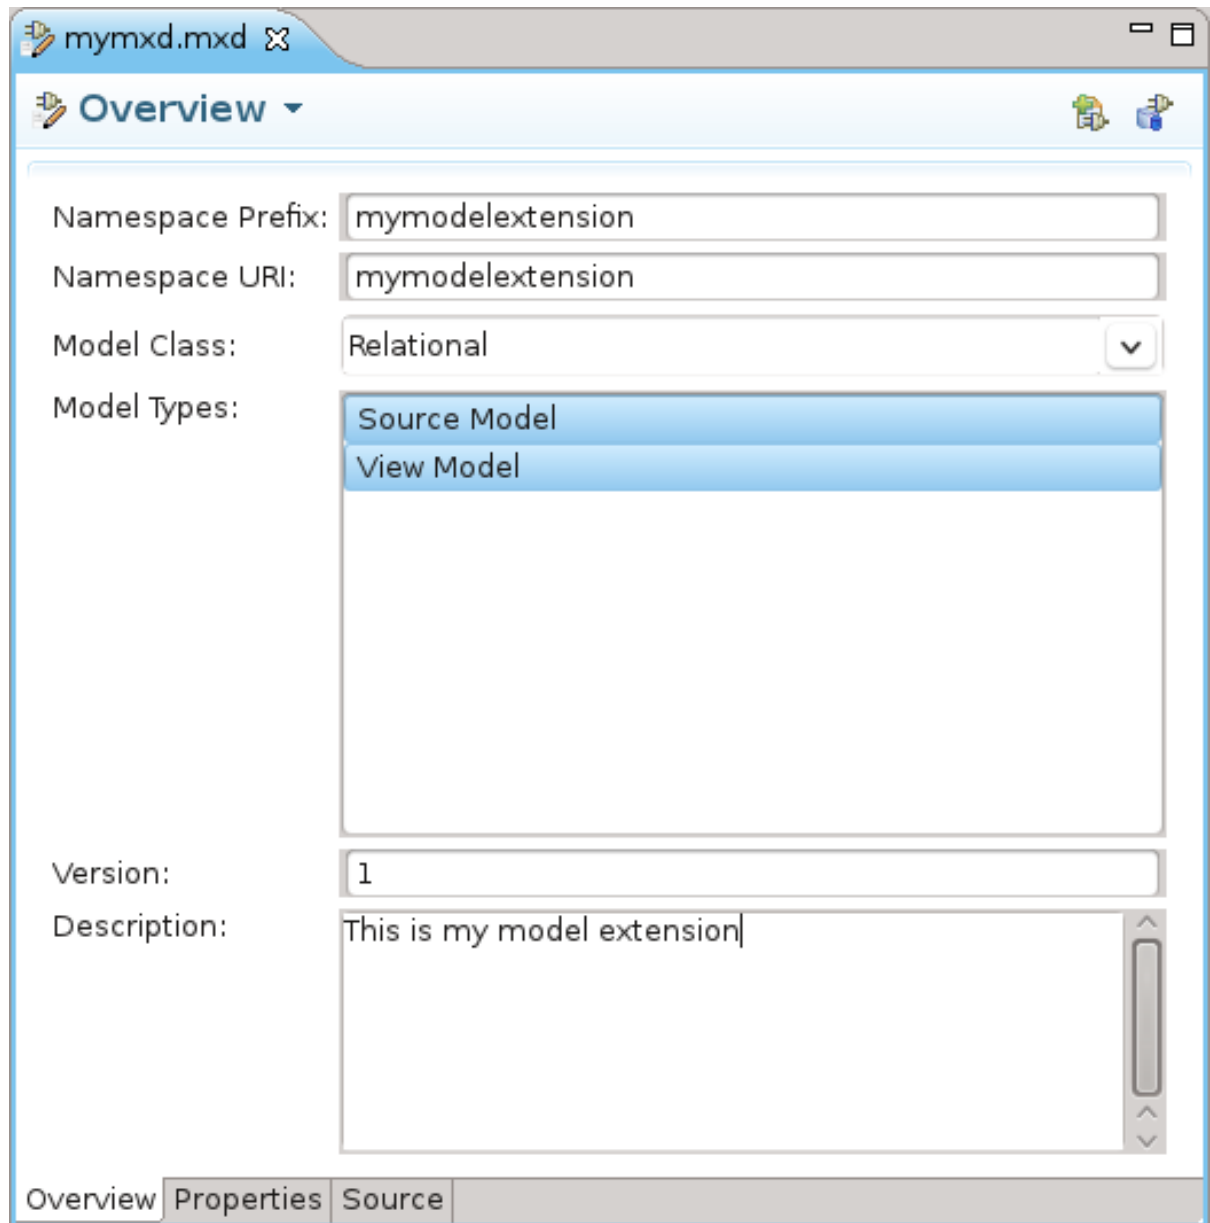 mymxd.mxd
Overview
Namespace Prefix: mymodelextension
Namespace URI: mymodelextension
Model Class: Relational
Model Types: Source Model
View Model
Version: 1
Description: This is my model extension
Overview Properties Source